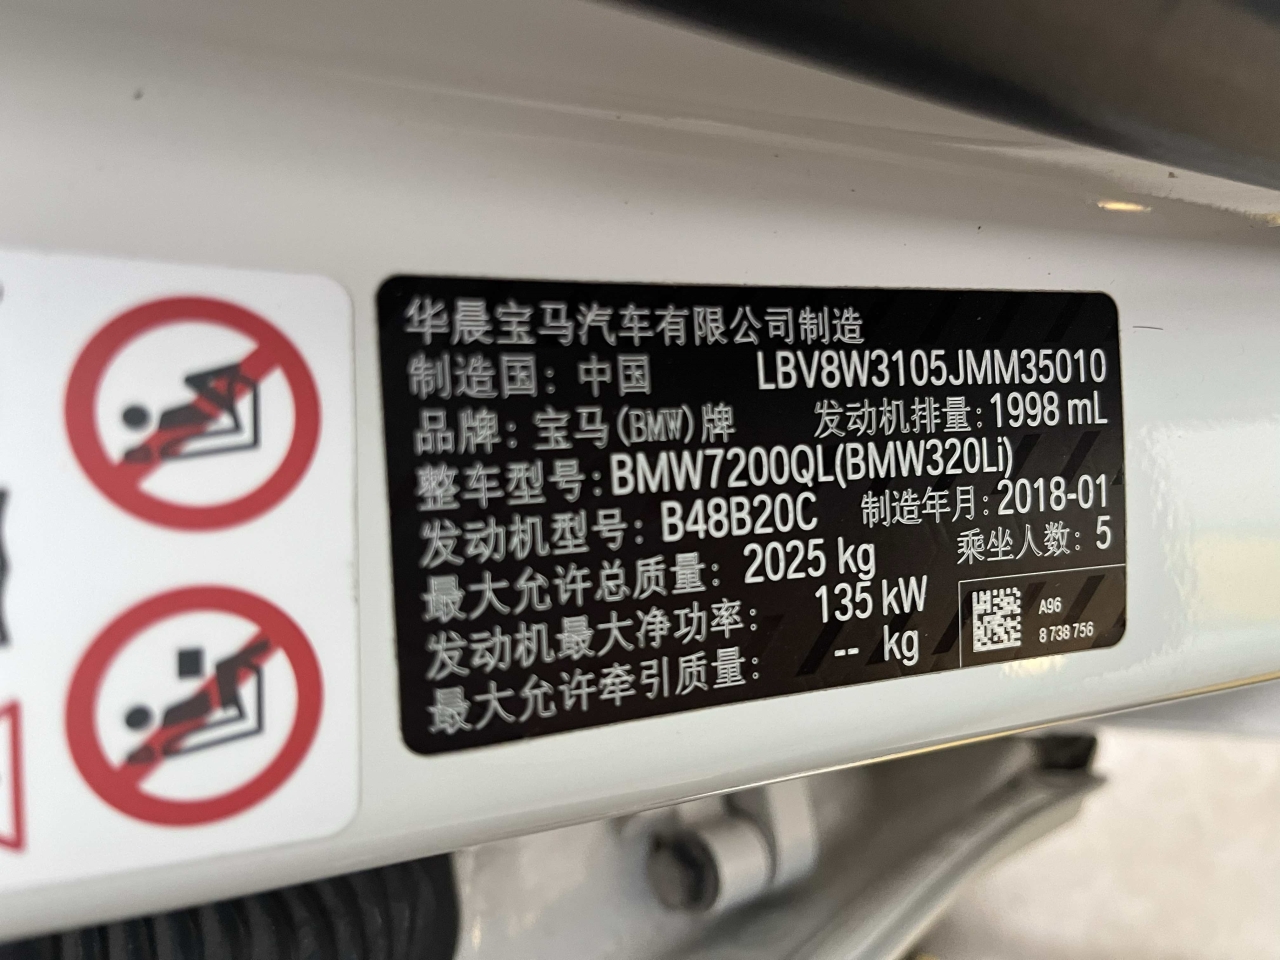 华晨宝马汽车有限公司制造
制造国：中国 LBV8W3105JMM35010
品牌：宝马(BMW)牌 发动机排量：1998 mL
整车型号：BMW7200QL(BMW320Li)
发动机型号：B48B20C 制造年月：2018-01
最大允许总质量：2025 kg 乘坐人数：5
发动机最大净功率：135 kW
最大允许牵引质量：-- kg
A96
8 738 756